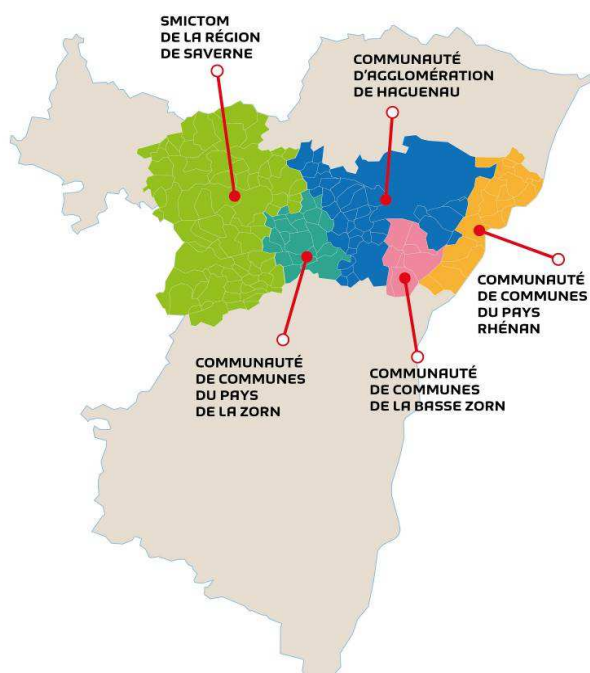 SMICTOM
DE LA RÉGION
DE SAVERNE
COMMUNAUTÉ
D'AGGLOMÉRATION
DE HAGUENAU
COMMUNAUTÉ
DE COMMUNES
DU PAYS
RHÉNAN
COMMUNAUTÉ
DE COMMUNES
DU PAYS
DE LA ZORN
COMMUNAUTÉ
DE COMMUNES
DE LA BASSE ZORN